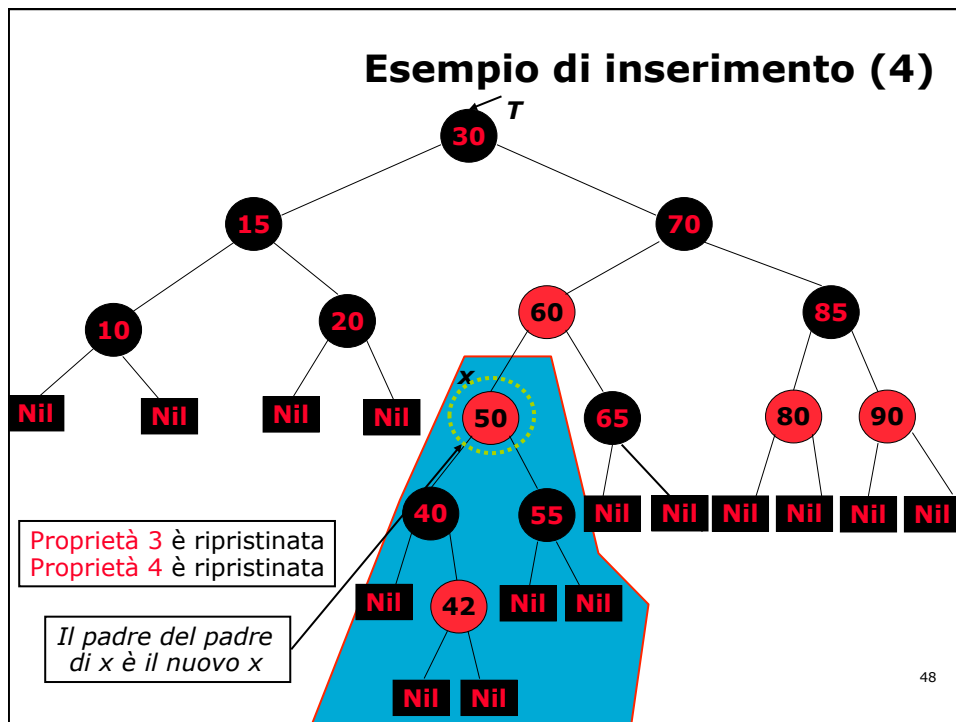 Esempio di inserimento (4)
T
30
15
70
10
20
60
85
x
Nil
Nil
Nil
Nil
50
65
80
90
40
55
Nil
Nil
Nil
Nil
Nil
Nil
Proprietà 3 è ripristinata
Proprietà 4 è ripristinata
Nil
42
Nil
Nil
Il padre del padre
di x è il nuovo x
Nil
Nil
48